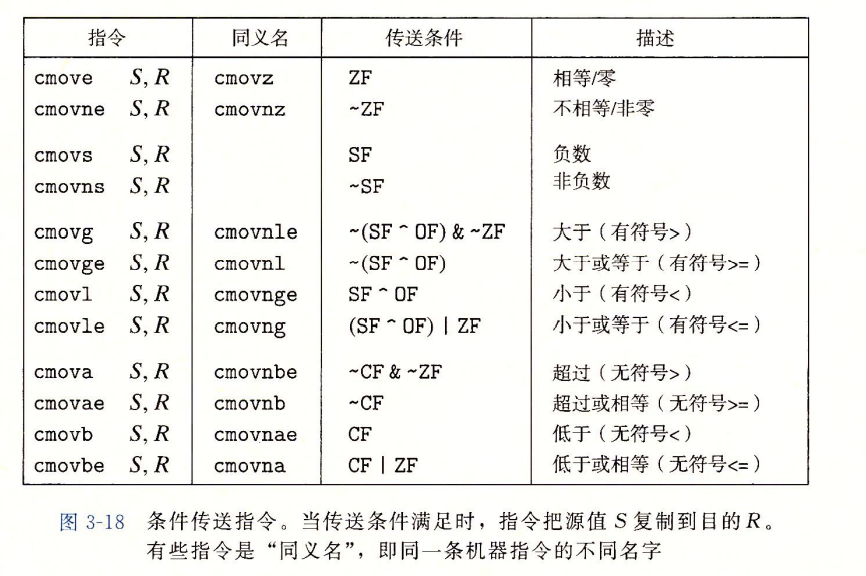 指令 同义名 传送条件 描述
cmove S, R cmovz ZF 相等/零
cmovne S, R cmovnz ~ZF 不相等/非零
cmovs S, R SF 负数
cmovns S, R ~SF 非负数
cmovg S, R cmovnle ~(SF ^ OF) & ~ZF 大于（有符号>）
cmovge S, R cmovnl ~(SF ^ OF) 大于或等于（有符号>=）
cmovl S, R cmovnge SF ^ OF 小于（有符号<）
cmovle S, R cmovng (SF ^ OF) | ZF 小于或等于（有符号<=）
cmova S, R cmovnbe ~CF & ~ZF 超过（无符号>）
cmovae S, R cmovnb ~CF 超过或相等（无符号>=）
cmovb S, R cmovnae CF 低于（无符号<）
cmovbe S, R cmovna CF | ZF 低于或相等（无符号<=）
图 3-18 条件传送指令。当传送条件满足时，指令把源值 S 复制到目的 R。
有些指令是“同义名”，即同一条机器指令的不同名字